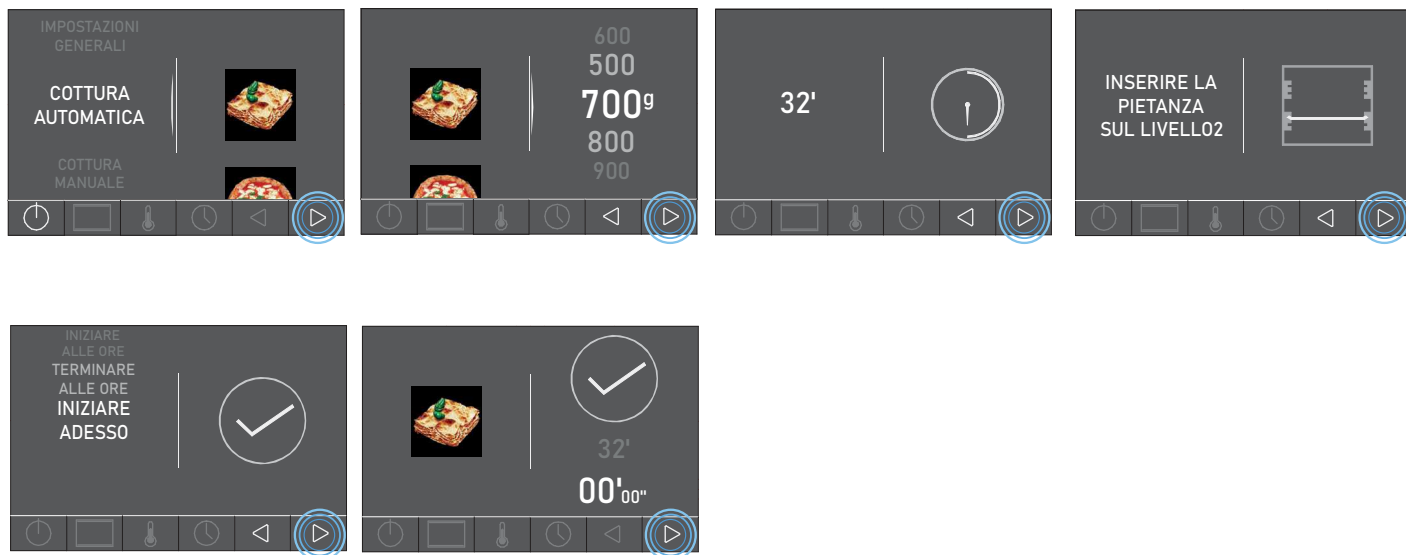 IMPOSTAZIONI
GENERALI
COTTURA
AUTOMATICA
COTTURA
MANUALE
600
500
700g
800
900
32'
INSERIRE LA
PIETANZA
SUL LIVELLO2
INIZIARE
ALLE ORE
TERMINARE
ALLE ORE
INIZIARE
ADESSO
32'
00'00"